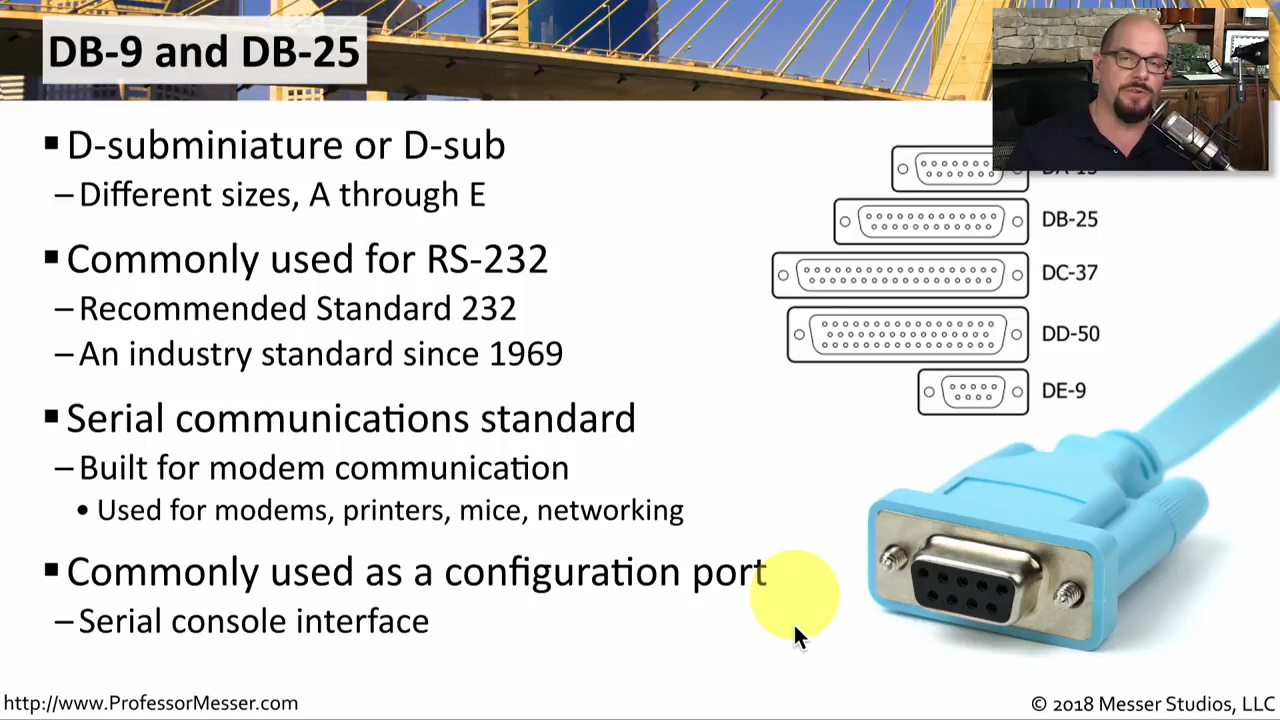 DB-9 and DB-25
▪ D-subminiature or D-sub
– Different sizes, A through E
▪ Commonly used for RS-232
– Recommended Standard 232
– An industry standard since 1969
▪ Serial communications standard
– Built for modem communication
• Used for modems, printers, mice, networking
▪ Commonly used as a configuration port
– Serial console interface
DB-25
DC-37
DD-50
DE-9
http://www.ProfessorMesser.com
© 2018 Messer Studios, LLC